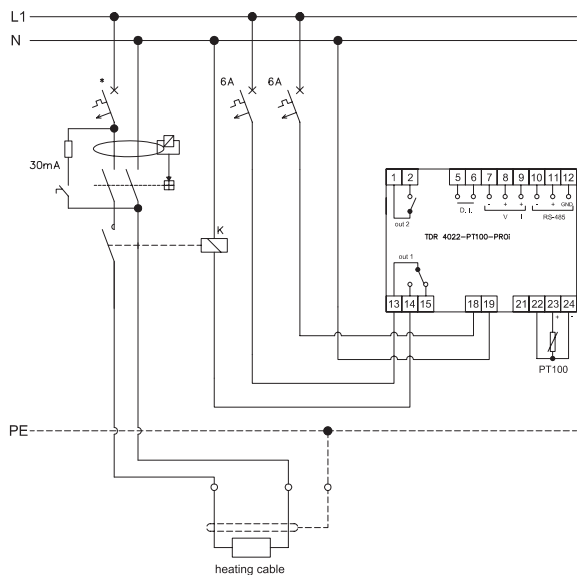 L1
N
*
6A
6A
30mA
K
1 2 5 6 7 8 9 10 11 12
- + + - + GND
D. I. V I RS-485
out 2
TDR 4022-PT100-PROi
out 1
13 14 15 18 19 21 22 23 24
+ -
PT100
PE
heating cable